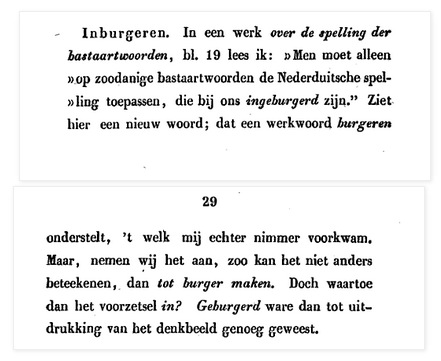 Inburgeren. In een werk over de spelling der
bastaartwoorden, bl. 19 lees ik: »Men moet alleen
»op zoodanige bastaartwoorden de Nederduitsche spel-
»ling toepassen, die bij ons ingeburgerd zijn.” Ziet
hier een nieuw woord; dat een werkwoord burgeren
29
onderstelt, 't welk mij echter nimmer voorkwam.
Maar, nemen wij het aan, zoo kan het niet anders
beteekenen, dan tot burger maken. Doch waartoe
dan het voorzetsel in? Geburgerd ware dan tot uit-
drukking van het denkbeeld genoeg geweest.